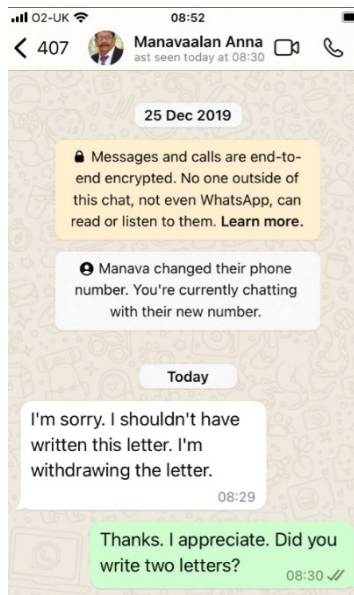 O2-UK
08:52
407
Manavaalan Anna
ast seen today at 08:30
25 Dec 2019
Messages and calls are end-to-
end encrypted. No one outside of
this chat, not even WhatsApp, can
read or listen to them. Learn more.
Manava changed their phone
number. You're currently chatting
with their new number.
Today
I'm sorry. I shouldn't have
written this letter. I'm
withdrawing the letter.
08:29
Thanks. I appreciate. Did you
write two letters?
08:30